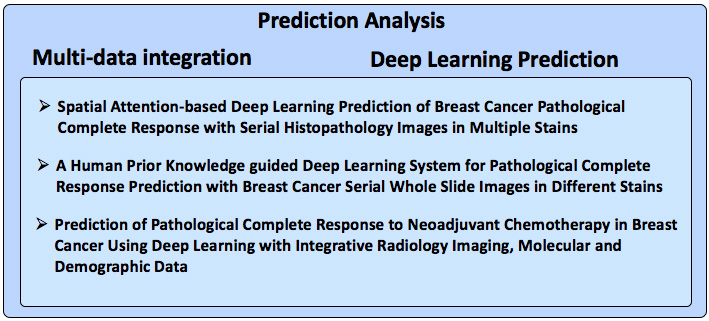 Prediction Analysis
Multi-data integration
Deep Learning Prediction
➢ Spatial Attention-based Deep Learning Prediction of Breast Cancer Pathological
Complete Response with Serial Histopathology Images in Multiple Stains
➢ A Human Prior Knowledge guided Deep Learning System for Pathological Complete
Response Prediction with Breast Cancer Serial Whole Slide Images in Different Stains
➢ Prediction of Pathological Complete Response to Neoadjuvant Chemotherapy in Breast
Cancer Using Deep Learning with Integrative Radiology Imaging, Molecular and
Demographic Data